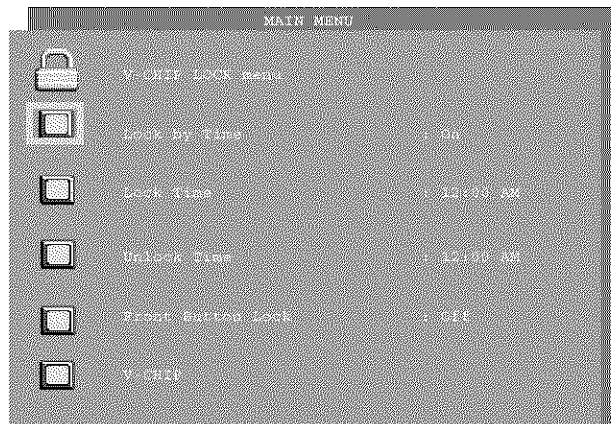 MAIN MENU
V-CHIP LOCK menu
Lock By Time : On
Lock Time : 12:00 AM
Unlock Time : 12:00 AM
Front Button Lock : Off
V-CHIP